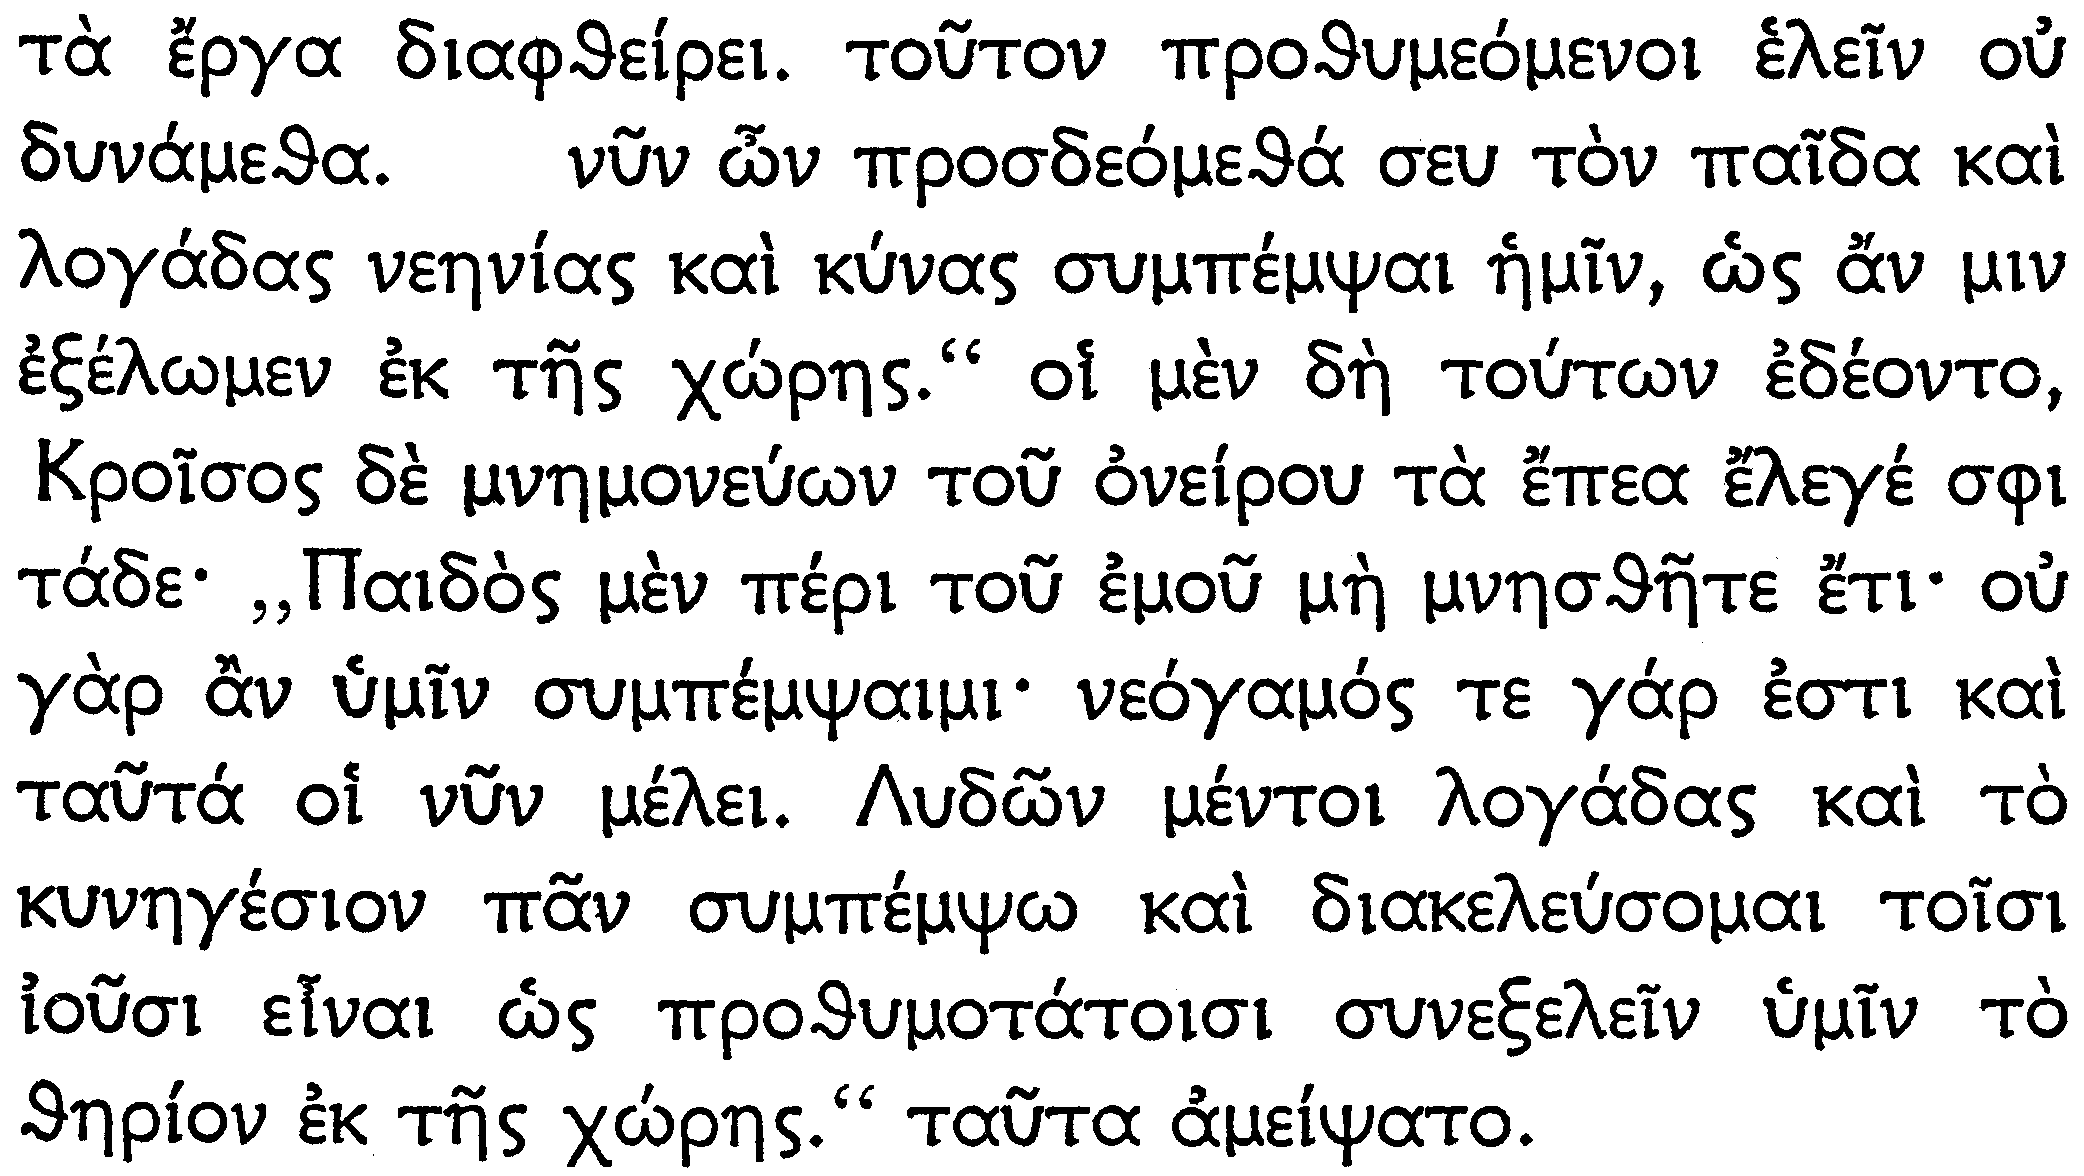 τὰ ἔργα διαφϑείρει. τοῦτον προϑυμεόμενοι ἑλεῖν οὐ
δυνάμεϑα. νῦν ὦν προσδεόμεϑά σευ τὸν παῖδα καὶ
λογάδας νεηνίας καὶ κύνας συμπέμψαι ἡμῖν, ὡς ἄν μιν
ἐξέλωμεν ἐκ τῆς χώρης.“ οἱ μὲν δὴ τούτων ἐδέοντο,
Κροῖσος δὲ μνημονεύων τοῦ ὀνείρου τὰ ἔπεα ἔλεγέ σφι
τάδε· „Παιδὸς μὲν πέρι τοῦ ἐμοῦ μὴ μνησϑῆτε ἔτι· οὐ
γὰρ ἂν ὑμῖν συμπέμψαιμι· νεόγαμός τε γάρ ἐστι καὶ
ταῦτά οἱ νῦν μέλει. Λυδῶν μέντοι λογάδας καὶ τὸ
κυνηγέσιον πᾶν συμπέμψω καὶ διακελεύσομαι τοῖσι
ἰοῦσι εἶναι ὡς προϑυμοτάτοισι συνεξελεῖν ὑμῖν τὸ
ϑηρίον ἐκ τῆς χώρης.“ ταῦτα ἀμείψατο.